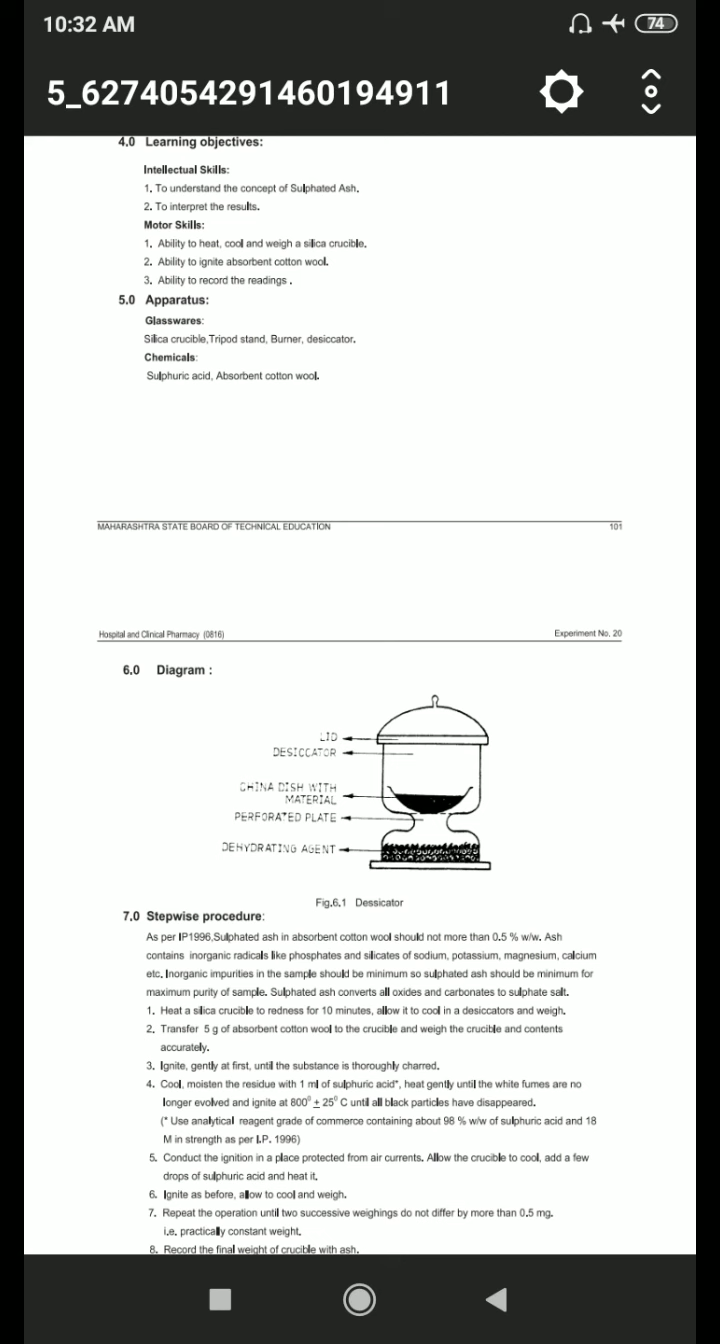 10:32 AM
74
5_6274054291460194911
4.0 Learning objectives:
Intellectual Skills:
1. To understand the concept of Sulphated Ash.
2. To interpret the results.
Motor Skills:
1. Ability to heat, cool and weigh a silica crucible.
2. Ability to ignite absorbent cotton wool.
3. Ability to record the readings .
5.0 Apparatus:
Glasswares:
Silica crucible,Tripod stand, Burner, desiccator.
Chemicals:
Sulphuric acid, Absorbent cotton wool.
MAHARASHTRA STATE BOARD OF TECHNICAL EDUCATION 101
Hospital and Clinical Pharmacy (0816) Experiment No. 20
6.0 Diagram :
LID
DESICCATOR
CHINA DISH WITH
MATERIAL
PERFORATED PLATE
DEHYDRATING AGENT
Fig.6.1 Dessicator
7.0 Stepwise procedure:
As per IP1996,Sulphated ash in absorbent cotton wool should not more than 0.5 % w/w. Ash
contains inorganic radicals like phosphates and silicates of sodium, potassium, magnesium, calcium
etc. Inorganic impurities in the sample should be minimum so sulphated ash should be minimum for
maximum purity of sample. Sulphated ash converts all oxides and carbonates to sulphate salt.
1. Heat a silica crucible to redness for 10 minutes, allow it to cool in a desiccators and weigh.
2. Transfer 5 g of absorbent cotton wool to the crucible and weigh the crucible and contents
accurately.
3. Ignite, gently at first, until the substance is thoroughly charred.
4. Cool, moisten the residue with 1 ml of sulphuric acid*, heat gently until the white fumes are no
longer evolved and ignite at 800° ± 25° C until all black particles have disappeared.
(* Use analytical reagent grade of commerce containing about 98 % w/w of sulphuric acid and 18
M in strength as per I.P. 1996)
5. Conduct the ignition in a place protected from air currents. Allow the crucible to cool, add a few
drops of sulphuric acid and heat it.
6. Ignite as before, allow to cool and weigh.
7. Repeat the operation until two successive weighings do not differ by more than 0.5 mg.
i.e. practically constant weight.
8. Record the final weight of crucible with ash.